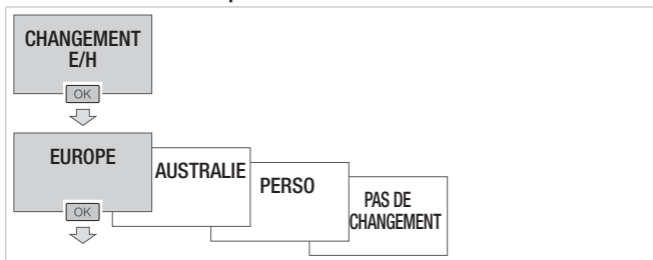 CHANGEMENT
E/H
OK
EUROPE
AUSTRALIE
PERSO
PAS DE
CHANGEMENT
OK